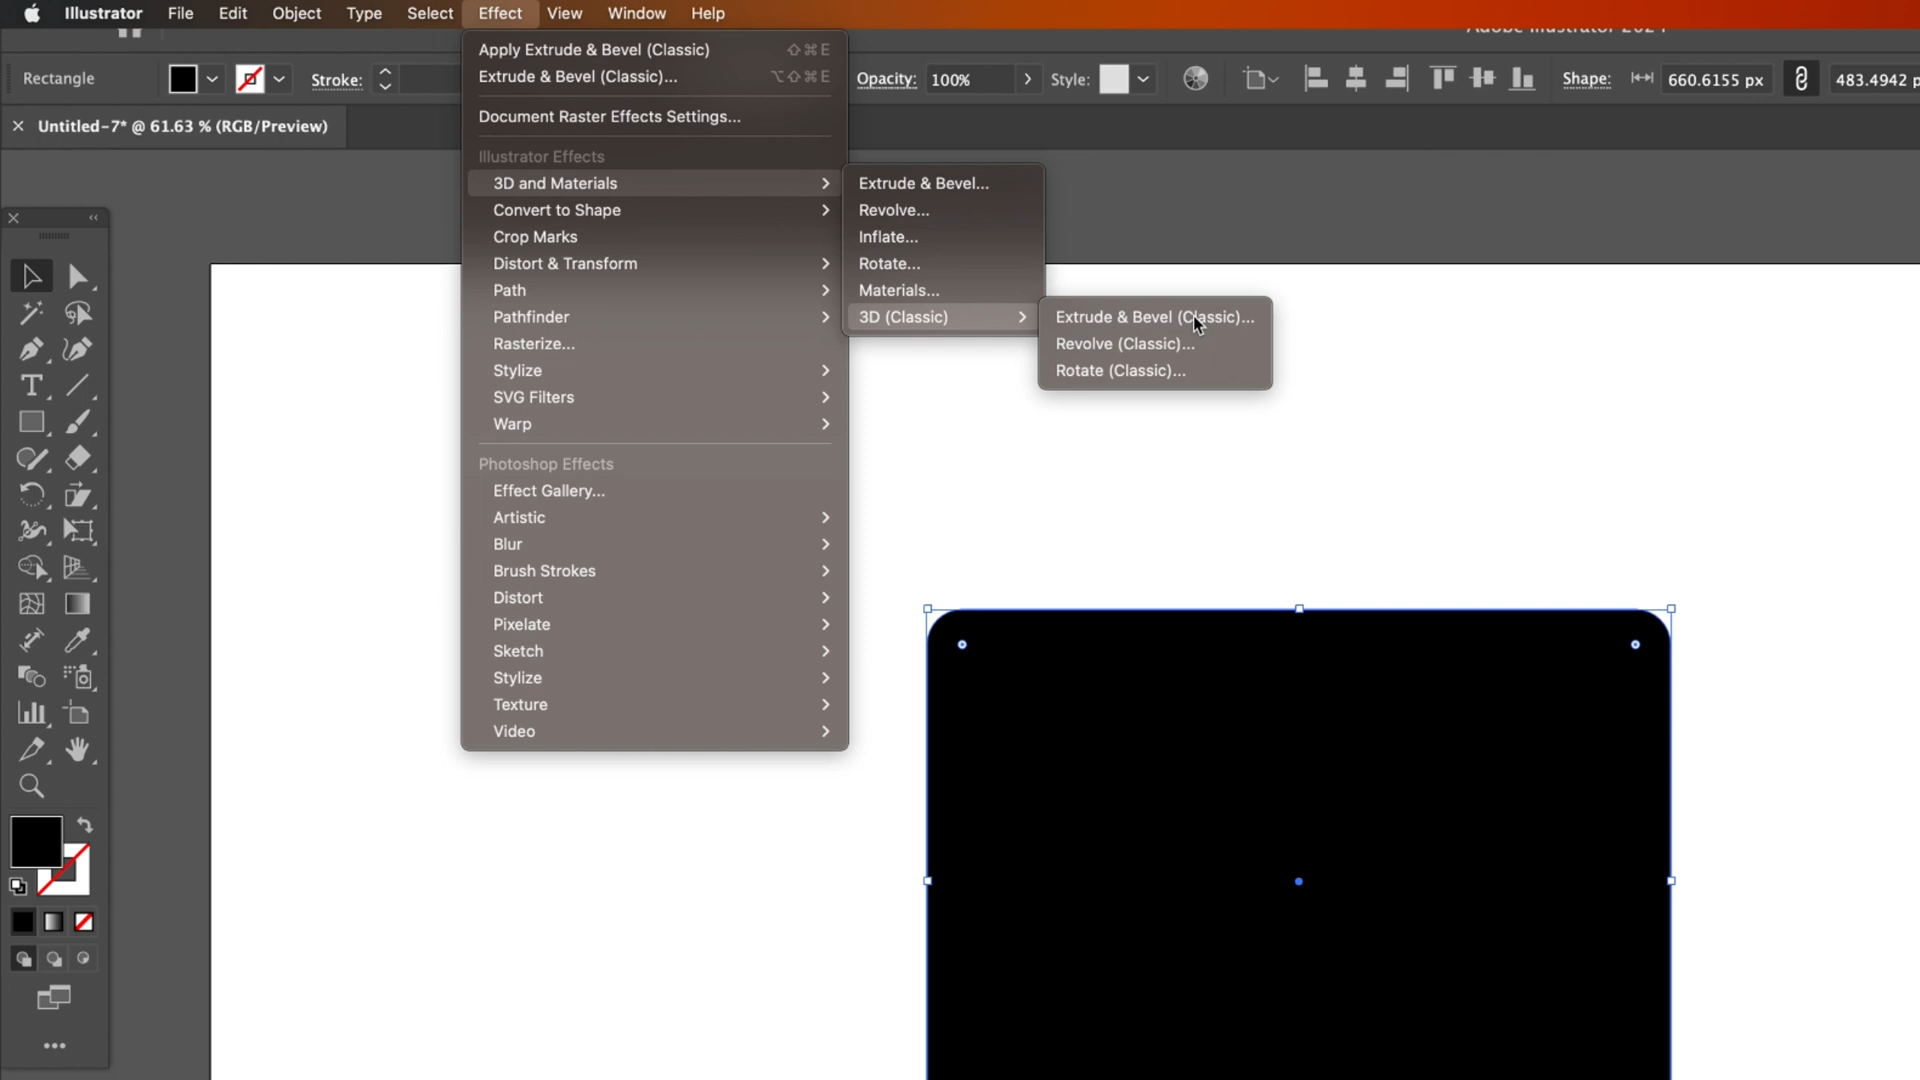 Illustrator File Edit Object Type Select Effect View Window Help
Rectangle
Stroke:
Opacity: 100%
Style:
Shape: 660.6155 px
483.4942 p
Untitled-7* @ 61.63 % (RGB/Preview)
Apply Extrude & Bevel (Classic) ⇧⌘E
Extrude & Bevel (Classic)... ⌥⇧⌘E
Document Raster Effects Settings...
Illustrator Effects
3D and Materials
Convert to Shape
Crop Marks
Distort & Transform
Path
Pathfinder
Rasterize...
Stylize
SVG Filters
Warp
Photoshop Effects
Effect Gallery...
Artistic
Blur
Brush Strokes
Distort
Pixelate
Sketch
Stylize
Texture
Video
Extrude & Bevel...
Revolve...
Inflate...
Rotate...
Materials...
3D (Classic)
Extrude & Bevel (Classic)...
Revolve (Classic)...
Rotate (Classic)...